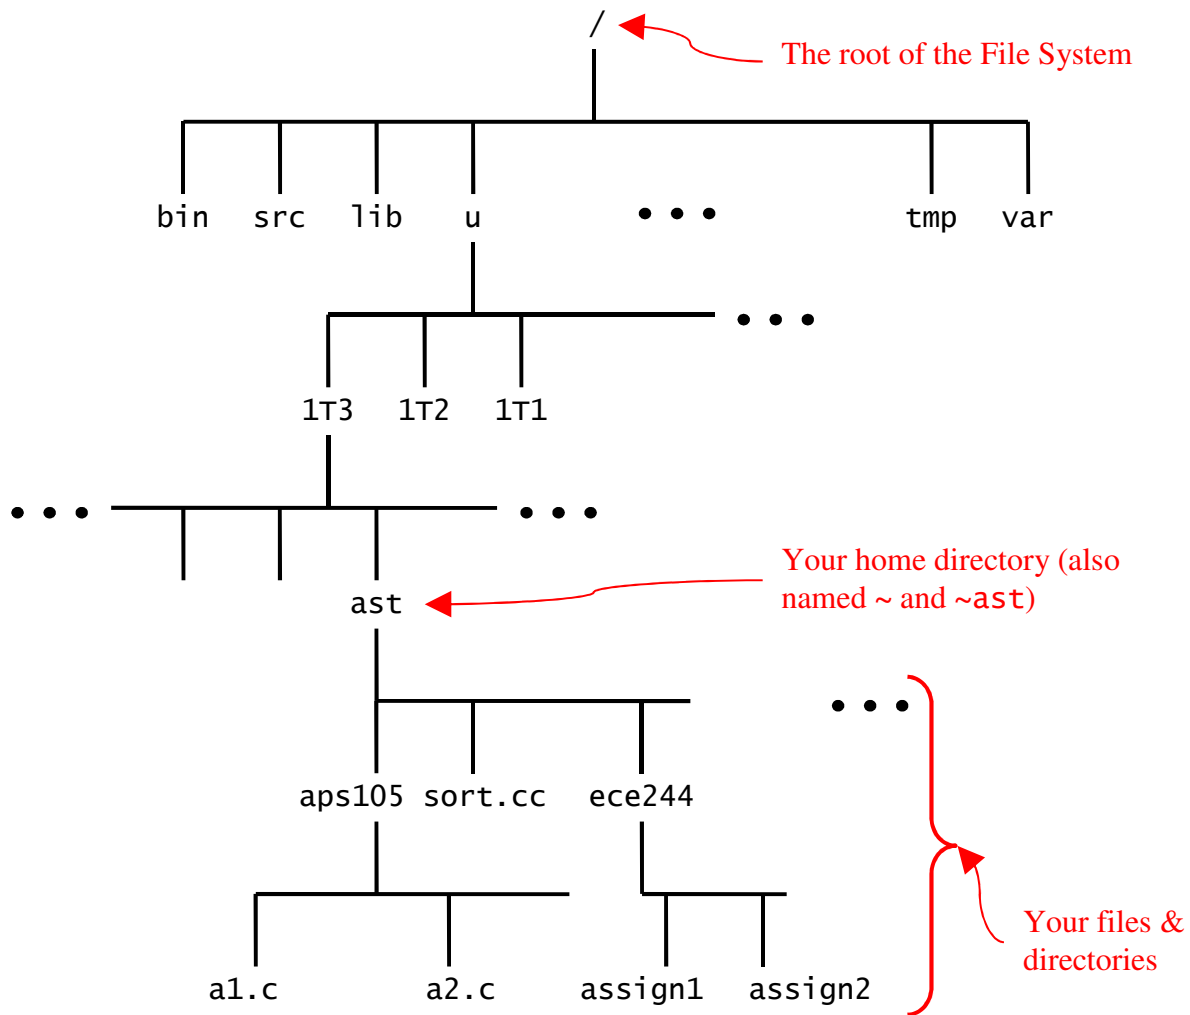 /
The root of the File System
bin src lib u tmp var
1T3 1T2 1T1
Your home directory (also
named ~ and ~ast)
ast
aps105 sort.cc ece244
Your files &
directories
a1.c a2.c assign1 assign2